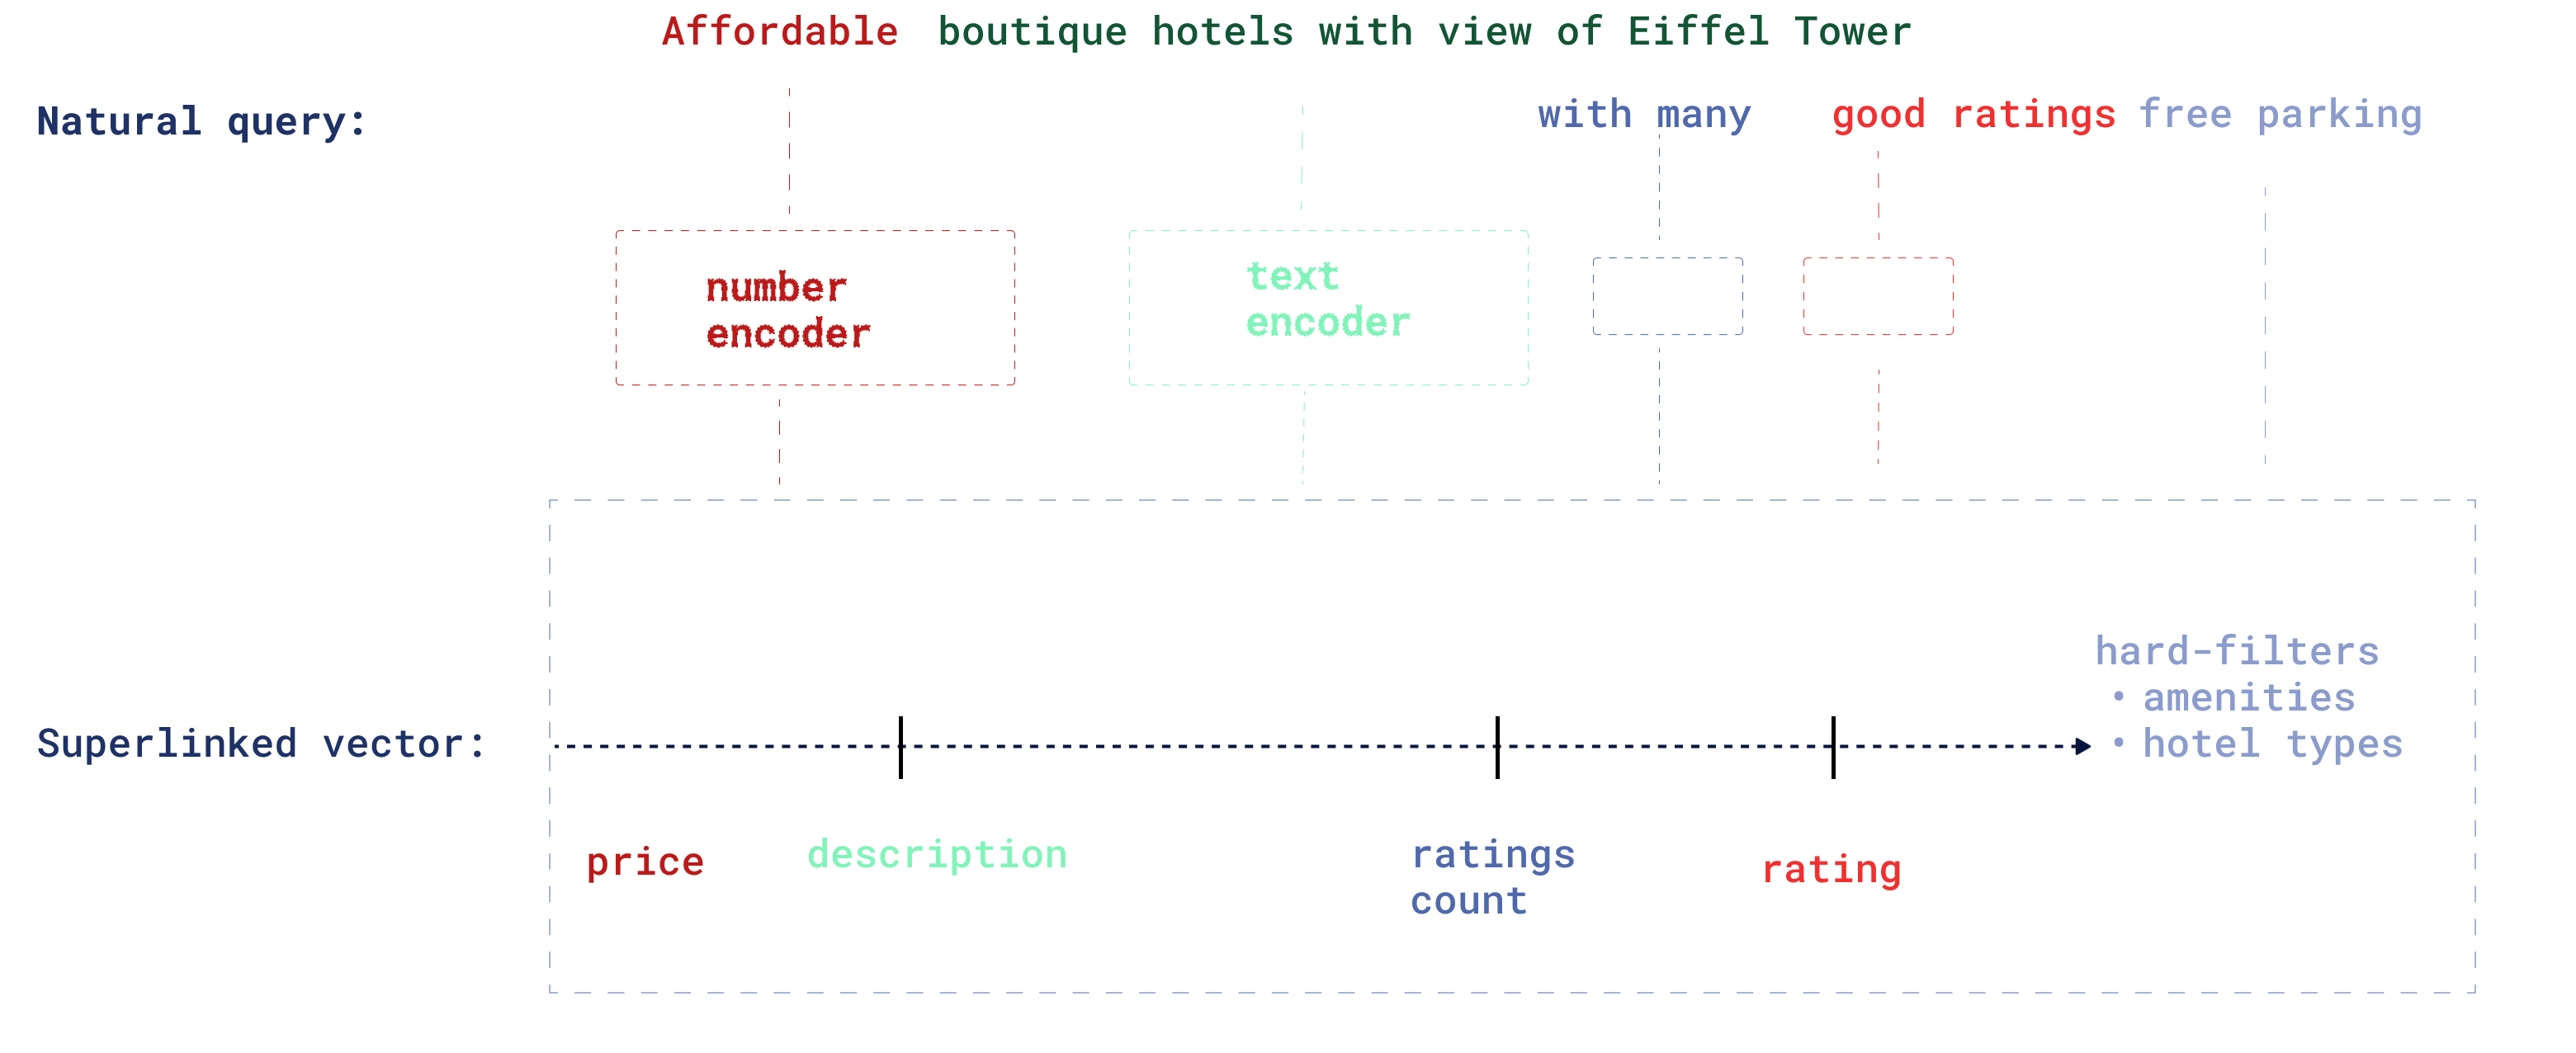 Affordable boutique hotels with view of Eiffel Tower
Natural query:
with many good ratings free parking
number
encoder
text
encoder
hard-filters
• amenities
• hotel types
Superlinked vector:
price
description
ratings
count
rating